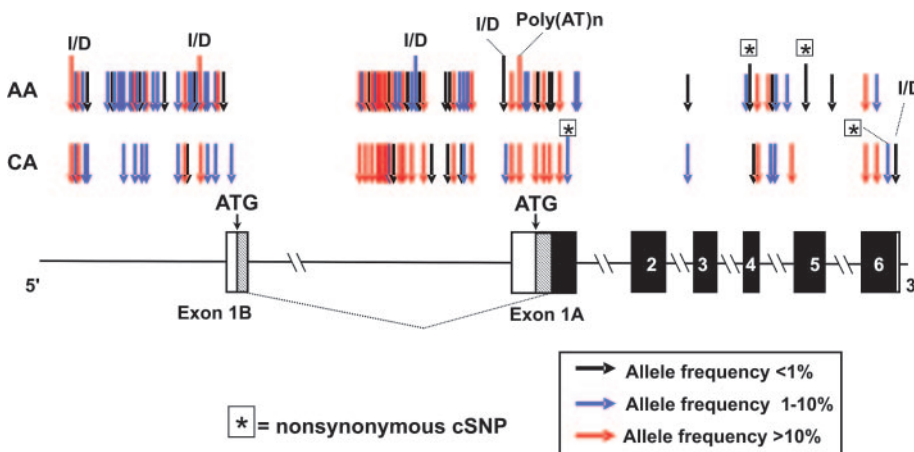 I/D I/D I/D I/D Poly(AT)n * *
I/D
AA
*
CA
ATG ATG
2 3 4 5 6
5' 3'
Exon 1B Exon 1A
Allele frequency <1%
* = nonsynonymous cSNP Allele frequency 1-10%
Allele frequency >10%